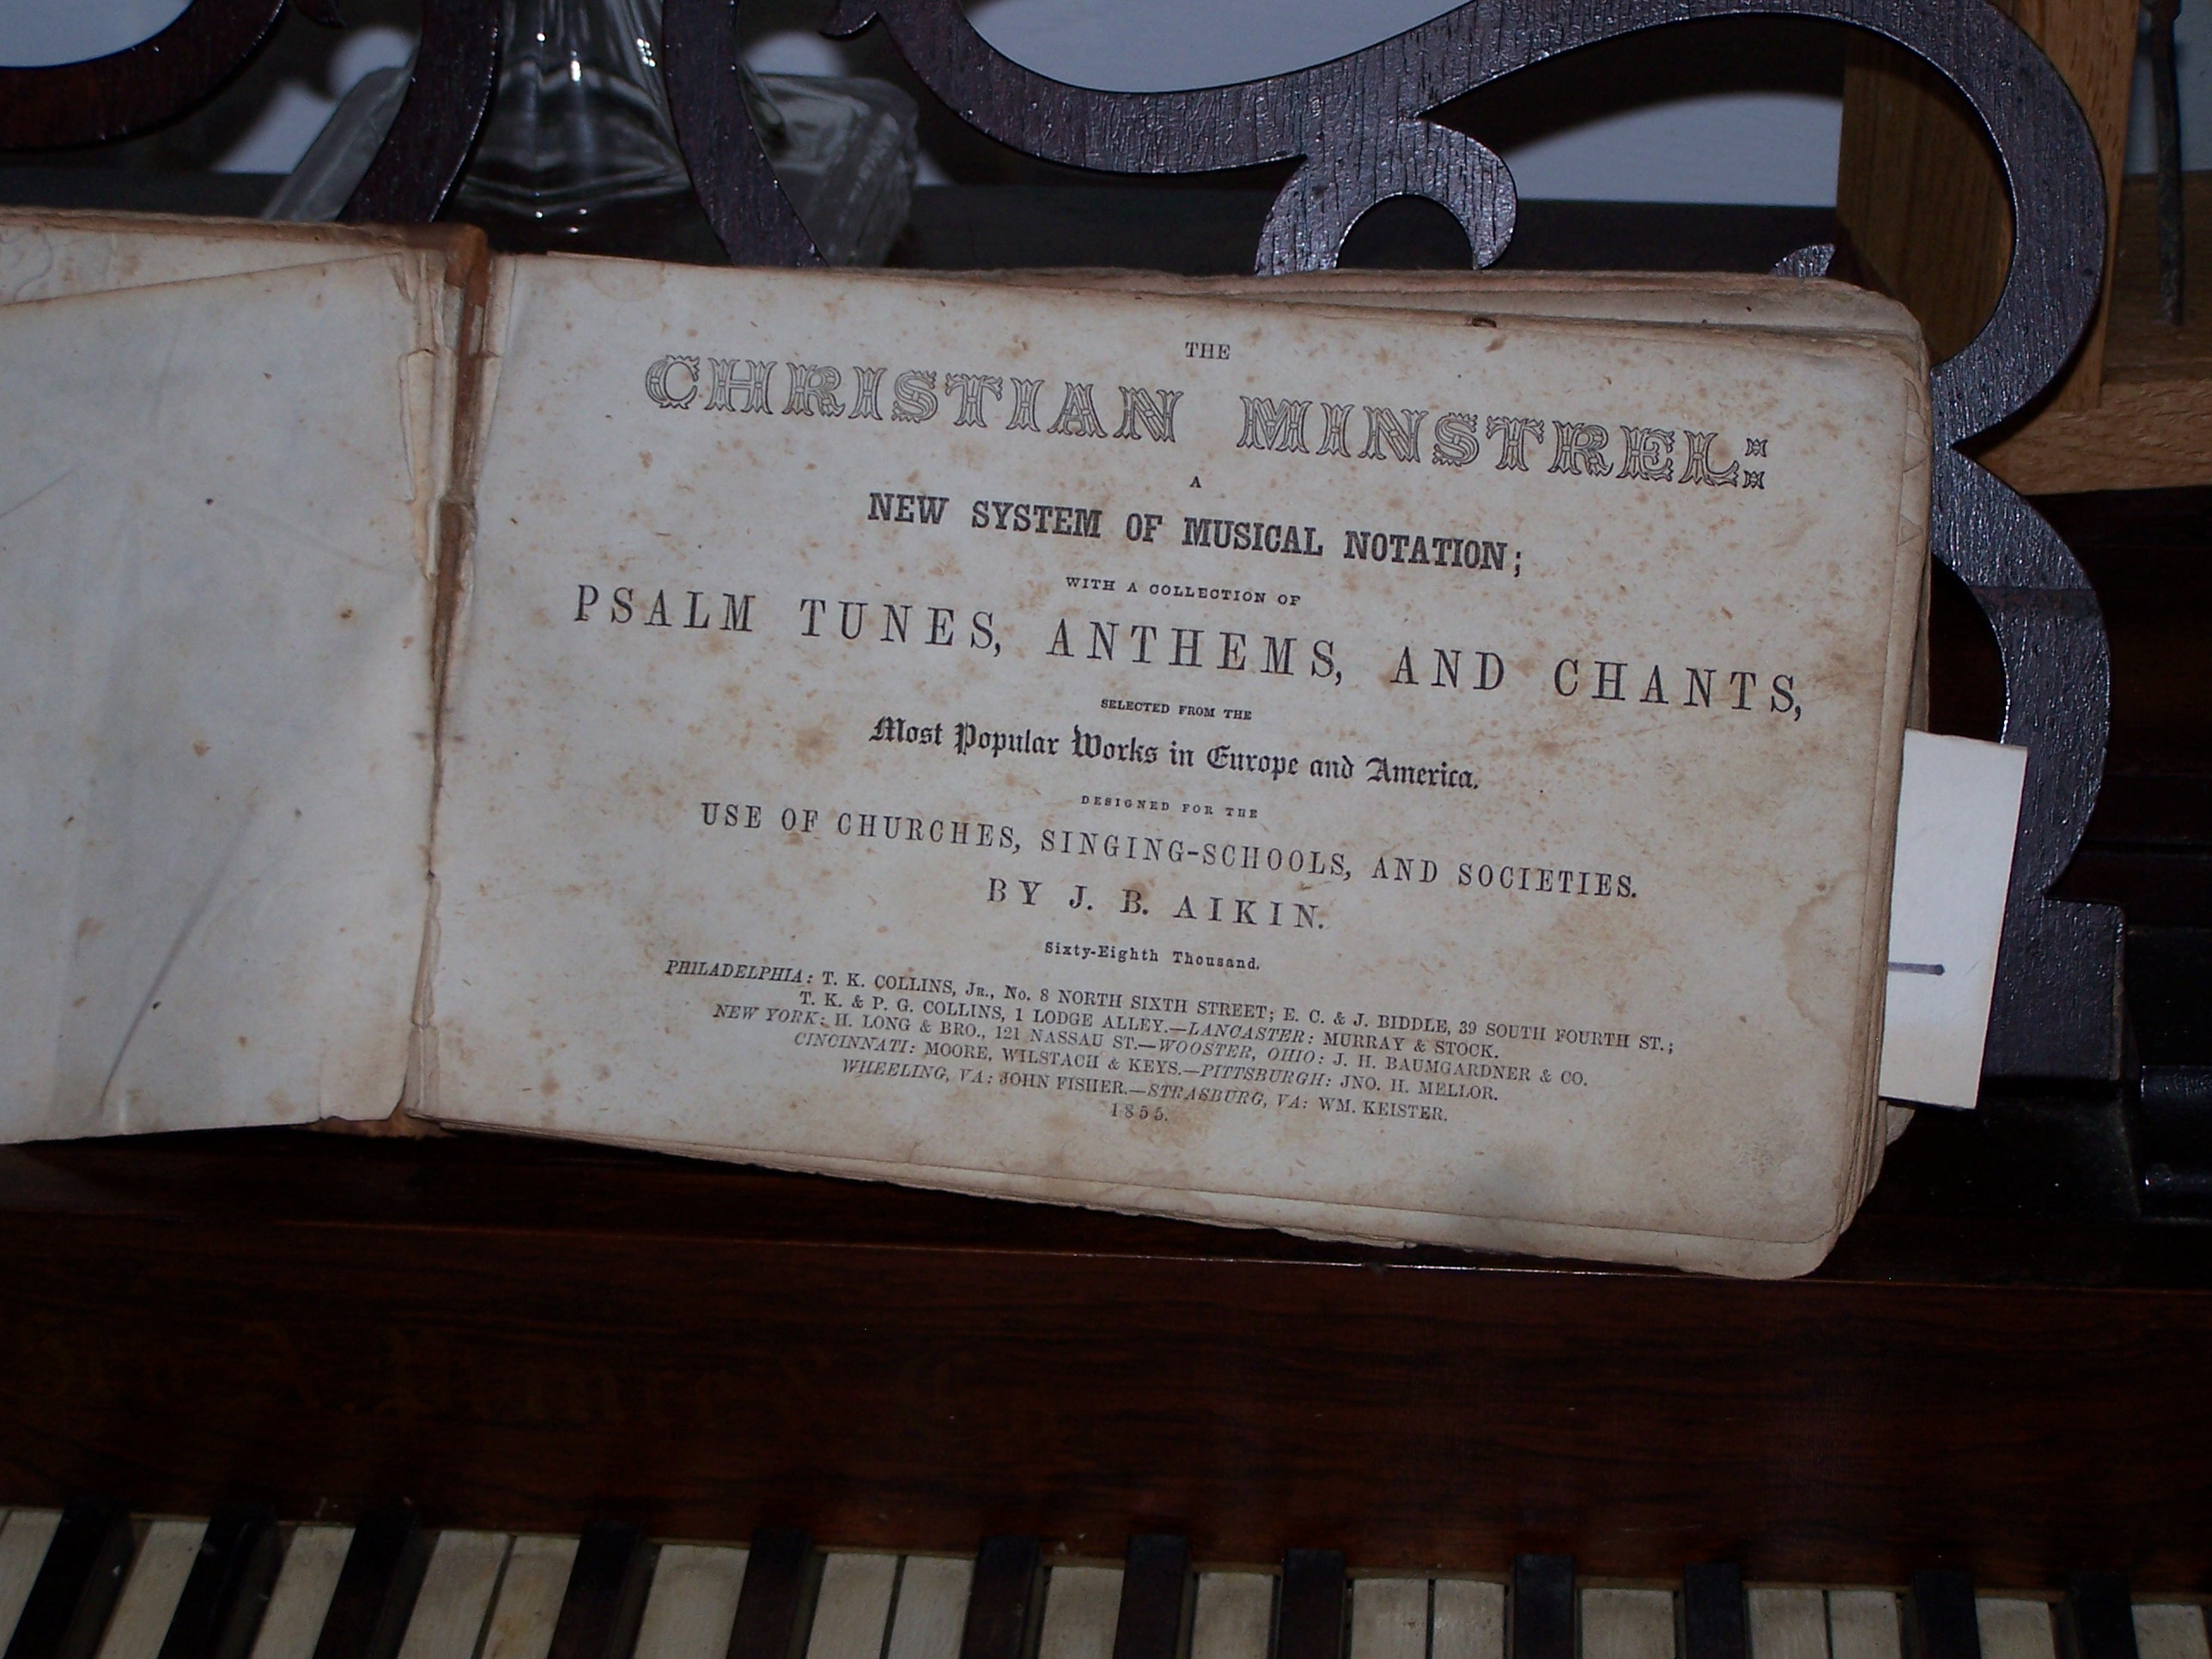 THE
CHRISTIAN MINSTREL:
A
NEW SYSTEM OF MUSICAL NOTATION;
WITH A COLLECTION OF
PSALM TUNES, ANTHEMS, AND CHANTS,
SELECTED FROM THE
Most Popular Works in Europe and America.
DESIGNED FOR THE
USE OF CHURCHES, SINGING-SCHOOLS, AND SOCIETIES.
BY J. B. AIKIN.
Sixty-Eighth Thousand.
PHILADELPHIA: T. K. COLLINS, JR., NO. 8 NORTH SIXTH STREET; E. C. & J. BIDDLE, 39 SOUTH FOURTH ST.;
T. K. & P. G. COLLINS, 1 LODGE ALLEY.—LANCASTER: MURRAY & STOCK.
NEW YORK: H. LONG & BRO., 121 NASSAU ST.—WOOSTER, OHIO: J. H. BAUMGARDNER & CO.
CINCINNATI: MOORE, WILSTACH & KEYS.—PITTSBURGH: JNO. H. MELLOR.
WHEELING, VA: JOHN FISHER.—STRASBURG, VA: WM. KEISTER.
1855.